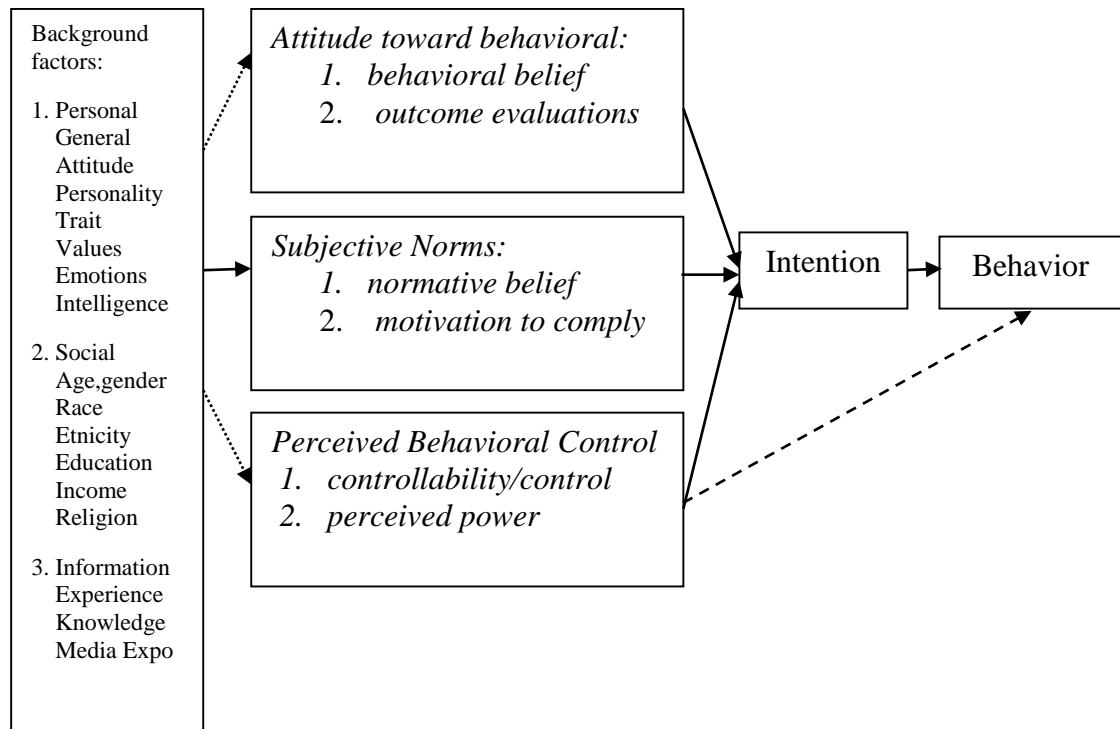 Background
factors:
1. Personal
General
Attitude
Personality
Trait
Values
Emotions
Intelligence
2. Social
Age,gender
Race
Etnicity
Education
Income
Religion
3. Information
Experience
Knowledge
Media Expo
Attitude toward behavioral:
1. behavioral belief
2. outcome evaluations
Subjective Norms:
1. normative belief
2. motivation to comply
Perceived Behavioral Control
1. controllability/control
2. perceived power
Intention
Behavior